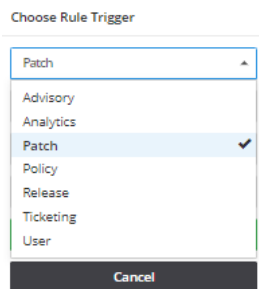 Choose Rule Trigger
Patch
Advisory
Analytics
Patch
Policy
Release
Ticketing
User
Cancel